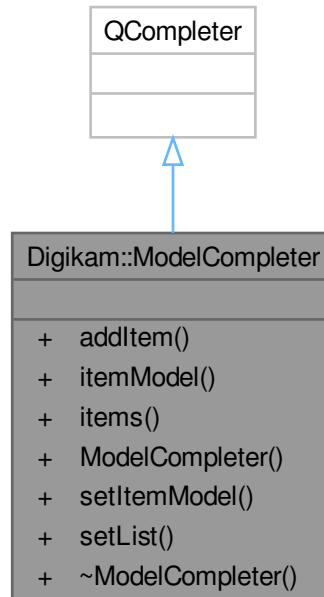 QCompleter
Digikam::ModelCompleter
+ addItem()
+ itemModel()
+ items()
+ ModelCompleter()
+ setItemModel()
+ setList()
+ ~ModelCompleter()